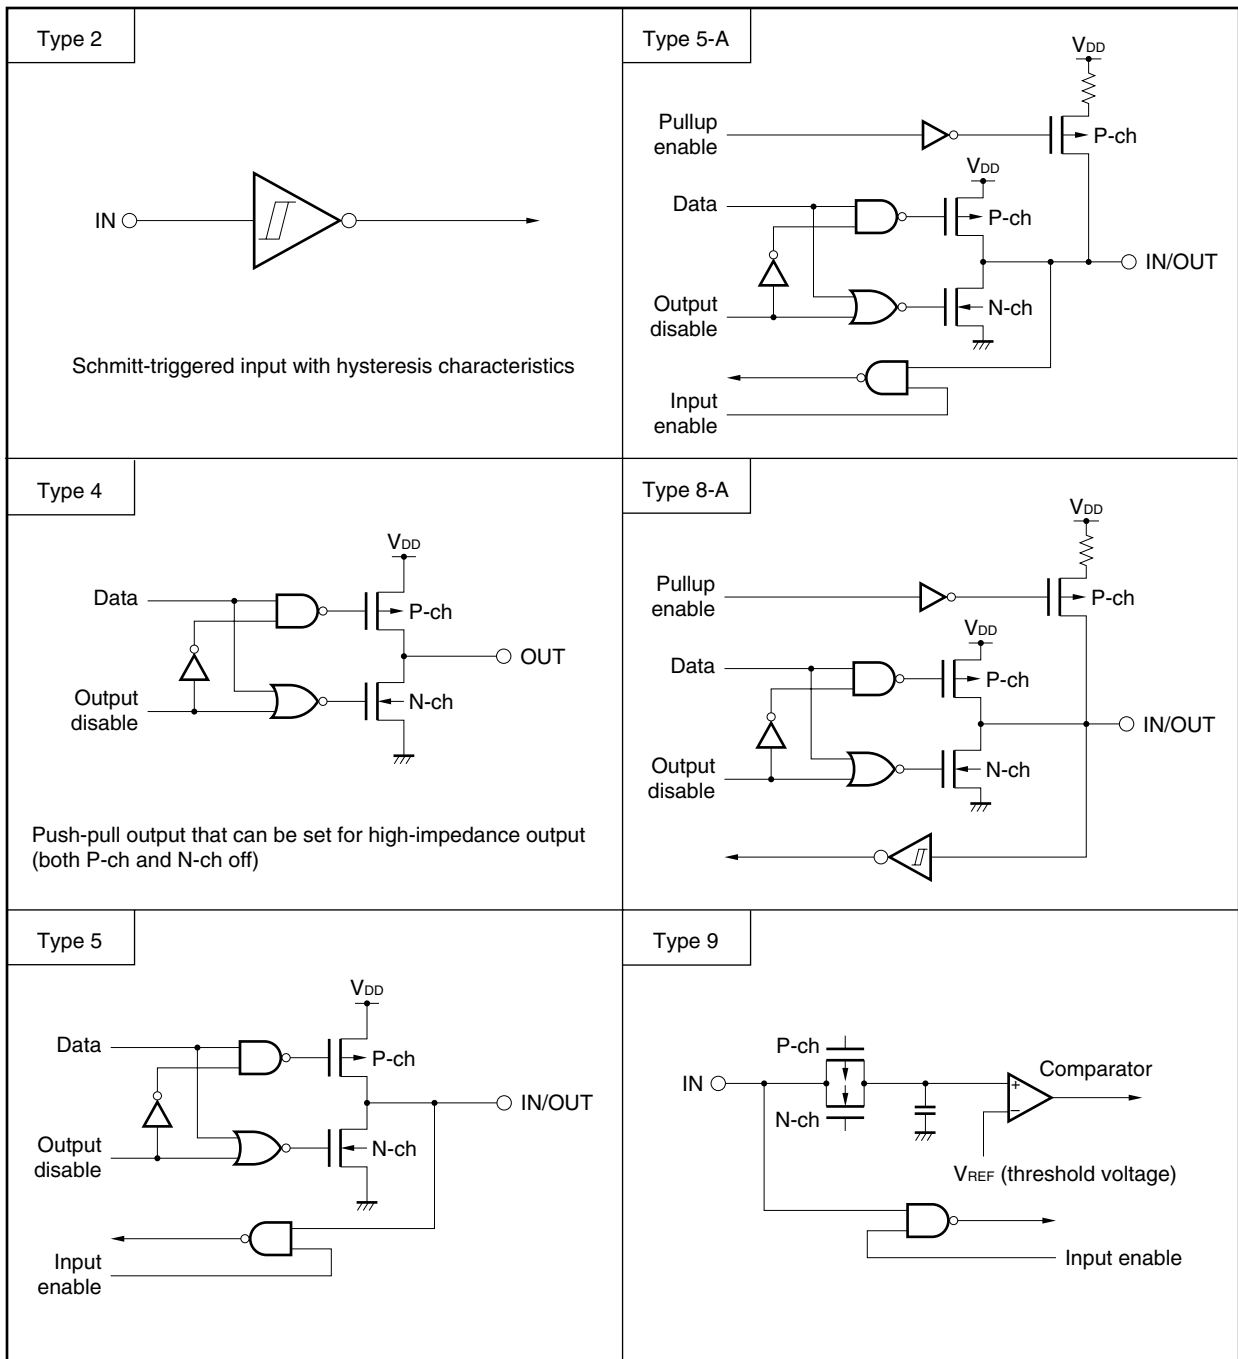 Type 2
IN
Schmitt-triggered input with hysteresis characteristics
Type 5-A
VDD
Pullup
enable
P-ch
VDD
Data
P-ch
IN/OUT
Output
disable
N-ch
Input
enable
Type 4
VDD
Data
P-ch
OUT
Output
disable
N-ch
Push-pull output that can be set for high-impedance output
(both P-ch and N-ch off)
Type 8-A
VDD
Pullup
enable
P-ch
VDD
Data
P-ch
IN/OUT
Output
disable
N-ch
Type 5
VDD
Data
P-ch
IN/OUT
Output
disable
N-ch
Input
enable
Type 9
P-ch
IN
Comparator
+
−
N-ch
VREF (threshold voltage)
Input enable